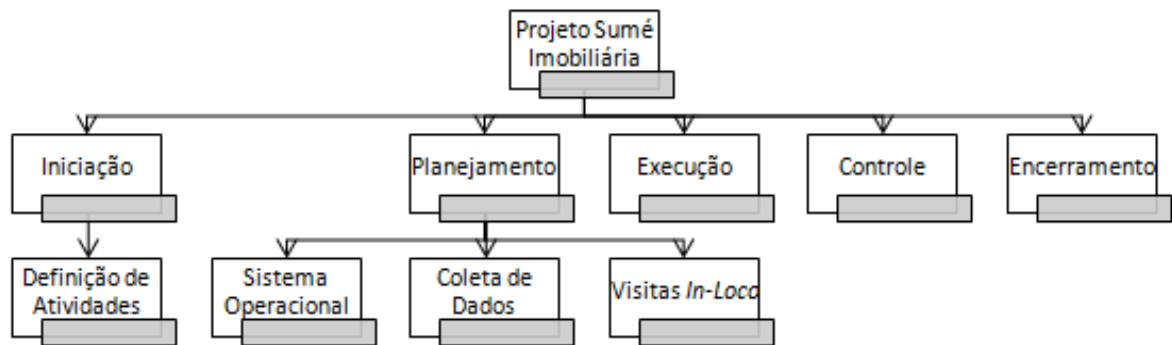 Projeto Sumé
Imobiliária
Iniciação
Planejamento
Execução
Controle
Encerramento
Definição de
Atividades
Sistema
Operacional
Coleta de
Dados
Visitas In-Loco